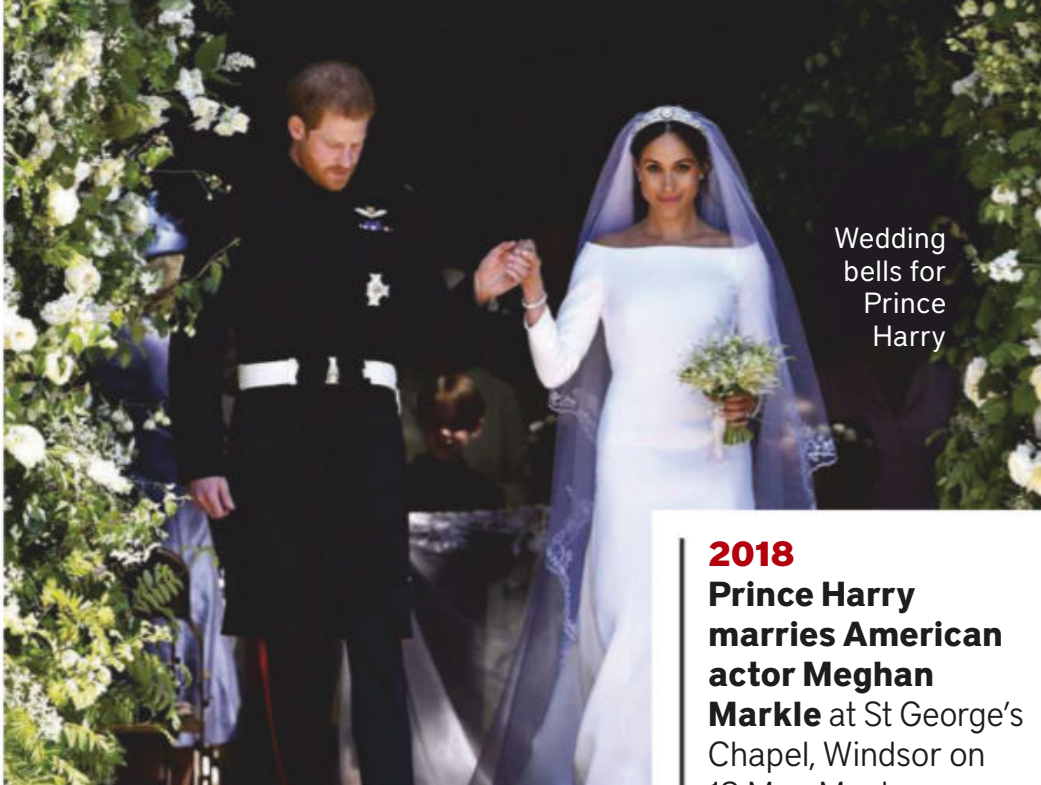 Wedding
bells for
Prince
Harry
2018
Prince Harry
marries American
actor Meghan
Markle at St George’s
Chapel, Windsor on